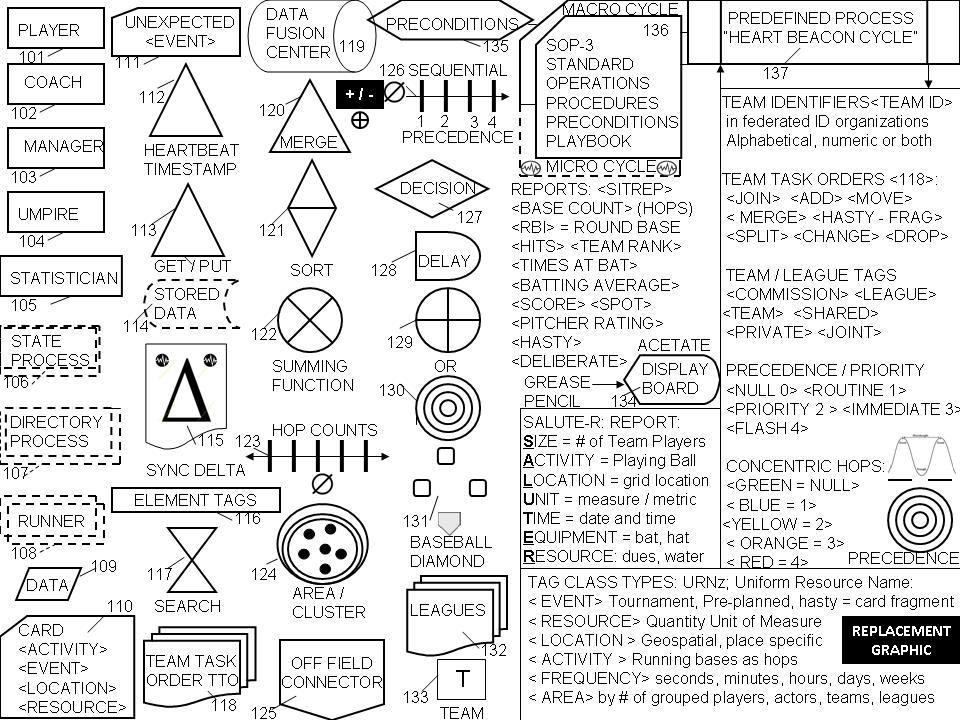 PLAYER
101
COACH
102
MANAGER
103
UMPIRE
104
STATISTICIAN
105
STATE
PROCESS
106
DIRECTORY
PROCESS
107
RUNNER
108
DATA
109
110
CARD
<ACTIVITY>
<EVENT>
<LOCATION>
<RESOURCE>
UNEXPECTED
<EVENT>
111
112
HEARTBEAT
TIMESTAMP
113
GET / PUT
STORED
DATA
114
Δ
115
SYNC DELTA
ELEMENT TAGS
116
117
SEARCH
TEAM TASK
ORDER TTO
118
DATA
FUSION
CENTER
119
120
MERGE
+ / -
121
SORT
122
SUMMING
FUNCTION
123
HOP COUNTS
124
AREA /
CLUSTER
OFF FIELD
CONNECTOR
125
PRECONDITIONS
135
126 SEQUENTIAL
1 2 3 4
PRECEDENCE
DECISION
127
DELAY
128
129
OR
130
131
BASEBALL
DIAMOND
LEAGUES
132
T
133
TEAM
MACRO CYCLE
136
SOP-3
STANDARD
OPERATIONS
PROCEDURES
PRECONDITIONS
PLAYBOOK
MICRO CYCLE
REPORTS: <SITREP>
<BASE COUNT> (HOPS)
<RBI> = ROUND BASE
<HITS> <TEAM RANK>
<TIMES AT BAT>
<BATTING AVERAGE>
<SCORE> <SPOT>
<PITCHER RATING>
<HASTY>
<DELIBERATE>
ACETATE
GREASE
PENCIL
DISPLAY
BOARD
134
SALUTE-R: REPORT:
SIZE = # of Team Players
ACTIVITY = Playing Ball
LOCATION = grid location
UNIT = measure / metric
TIME = date and time
EQUIPMENT = bat, hat
RESOURCE: dues, water
PREDEFINED PROCESS
"HEART BEACON CYCLE"
137
TEAM IDENTIFIERS<TEAM ID>
in federated ID organizations
Alphabetical, numeric or both
TEAM TASK ORDERS <118>:
<JOIN> <ADD> <MOVE>
< MERGE> <HASTY - FRAG>
<SPLIT> <CHANGE> <DROP>
TEAM / LEAGUE TAGS
<COMMISSION> <LEAGUE>
<TEAM> <SHARED>
<PRIVATE> <JOINT>
PRECEDENCE / PRIORITY
<NULL 0> <ROUTINE 1>
<PRIORITY 2 > <IMMEDIATE 3>
<FLASH 4>
CONCENTRIC HOPS:
<GREEN = NULL>
< BLUE = 1>
<YELLOW = 2>
< ORANGE = 3>
< RED = 4>
PRECEDENCE
TAG CLASS TYPES: URNz; Uniform Resource Name:
< EVENT> Tournament, Pre-planned, hasty = card fragment
< RESOURCE> Quantity Unit of Measure
< LOCATION > Geospatial, place specific
< ACTIVITY > Running bases as hops
< FREQUENCY> seconds, minutes, hours, days, weeks
< AREA> by # of grouped players, actors, teams, leagues
REPLACEMENT
GRAPHIC